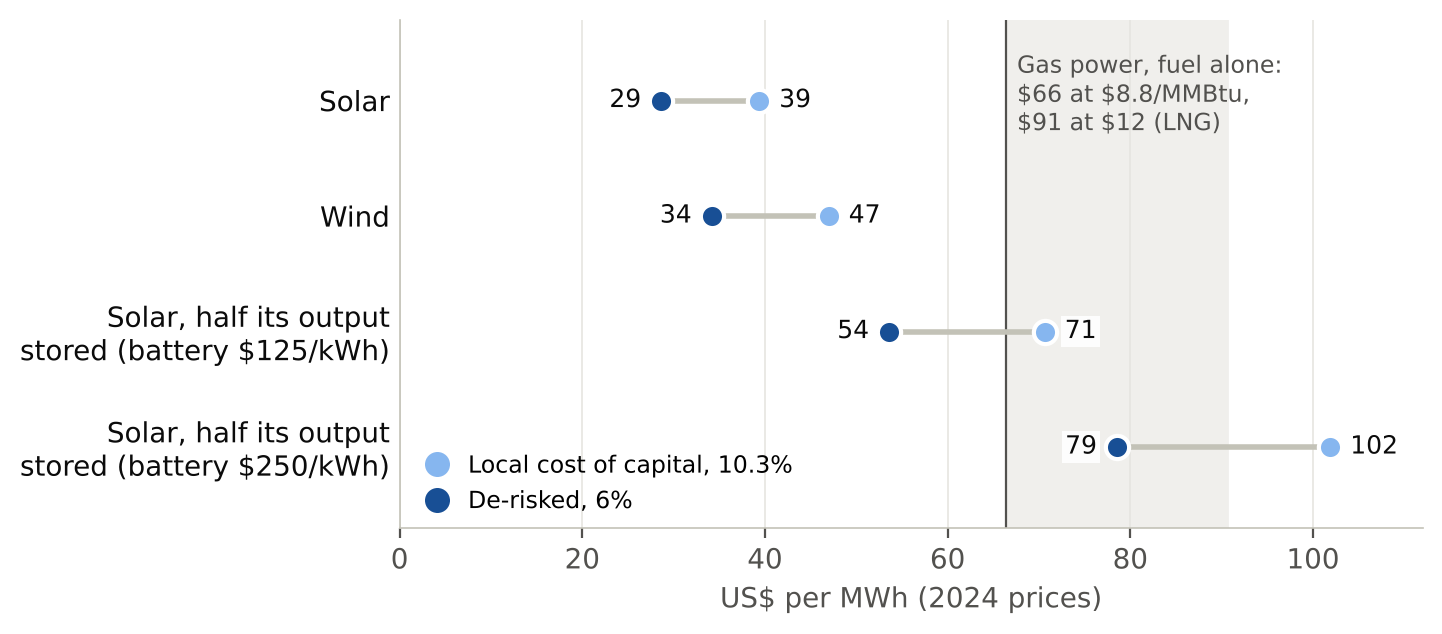 Gas power, fuel alone:
$66 at $8.8/MMBtu,
$91 at $12 (LNG)
Solar
29
39
Wind
34
47
Solar, half its output
stored (battery $125/kWh)
54
71
Solar, half its output
stored (battery $250/kWh)
79
102
Local cost of capital, 10.3%
De-risked, 6%
0
20
40
60
80
100
US$ per MWh (2024 prices)